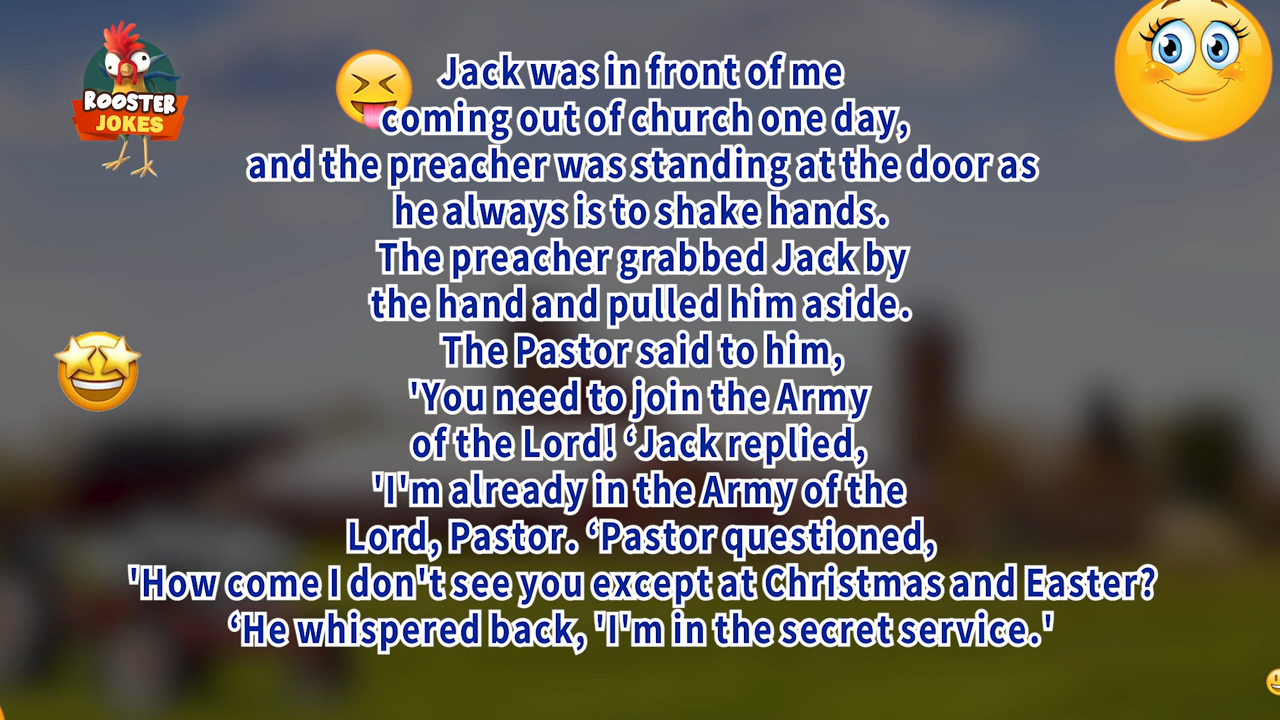 ROOSTER
JOKES
Jack was in front of me
coming out of church one day,
and the preacher was standing at the door as
he always is to shake hands.
The preacher grabbed Jack by
the hand and pulled him aside.
The Pastor said to him,
'You need to join the Army
of the Lord! ‘Jack replied,
'I'm already in the Army of the
Lord, Pastor. ‘Pastor questioned,
'How come I don't see you except at Christmas and Easter?
‘He whispered back, 'I'm in the secret service.'